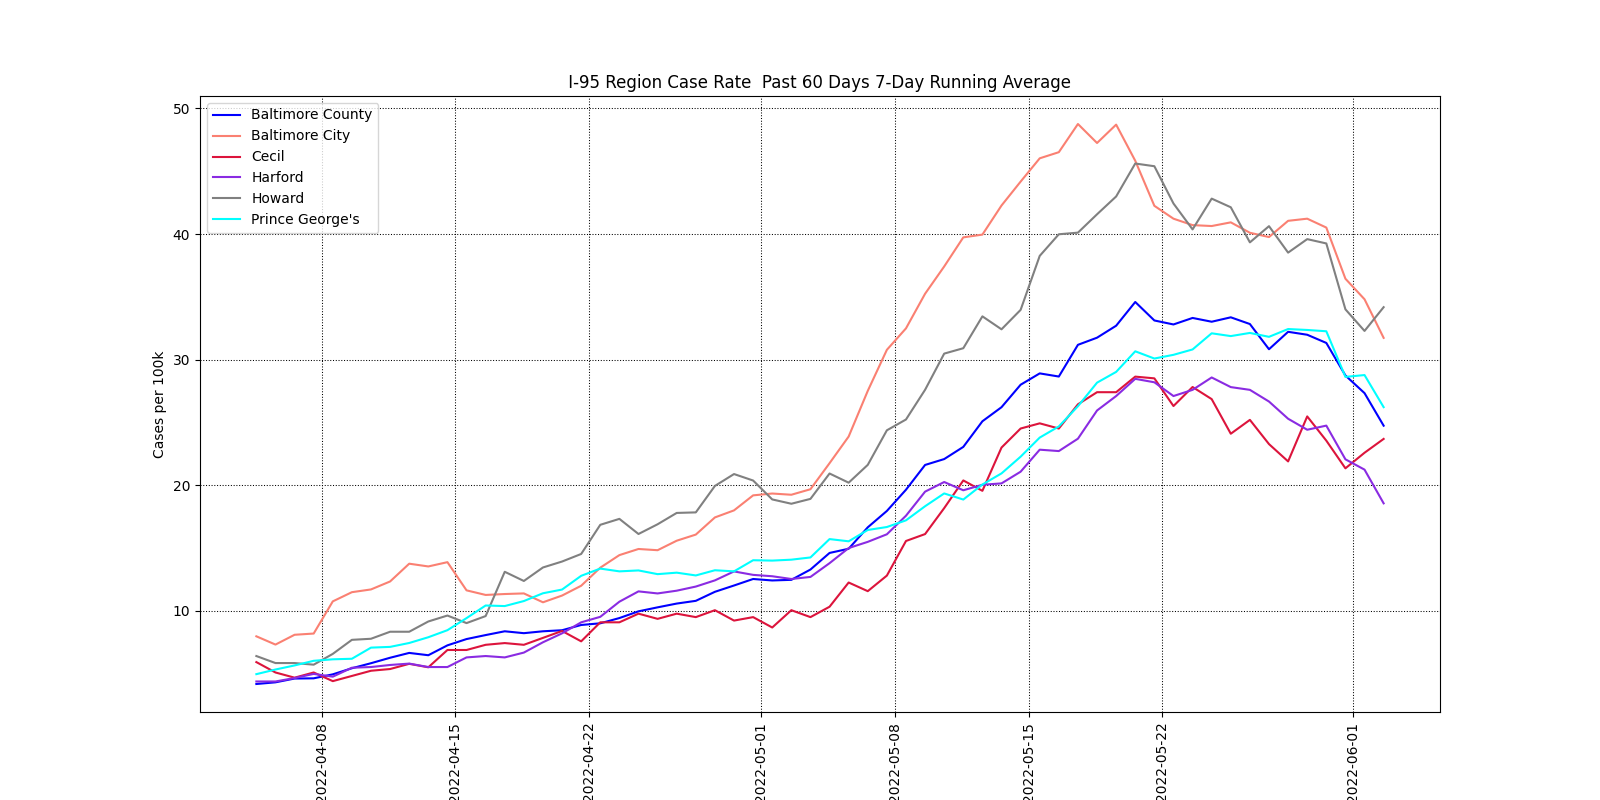 I-95 Region Case Rate  Past 60 Days 7-Day Running Average
50
40
30
20
10
Cases per 100k
Baltimore County
Baltimore City
Cecil
Harford
Howard
Prince George's
2022-04-08
2022-04-15
2022-04-22
2022-05-01
2022-05-08
2022-05-15
2022-05-22
2022-06-01